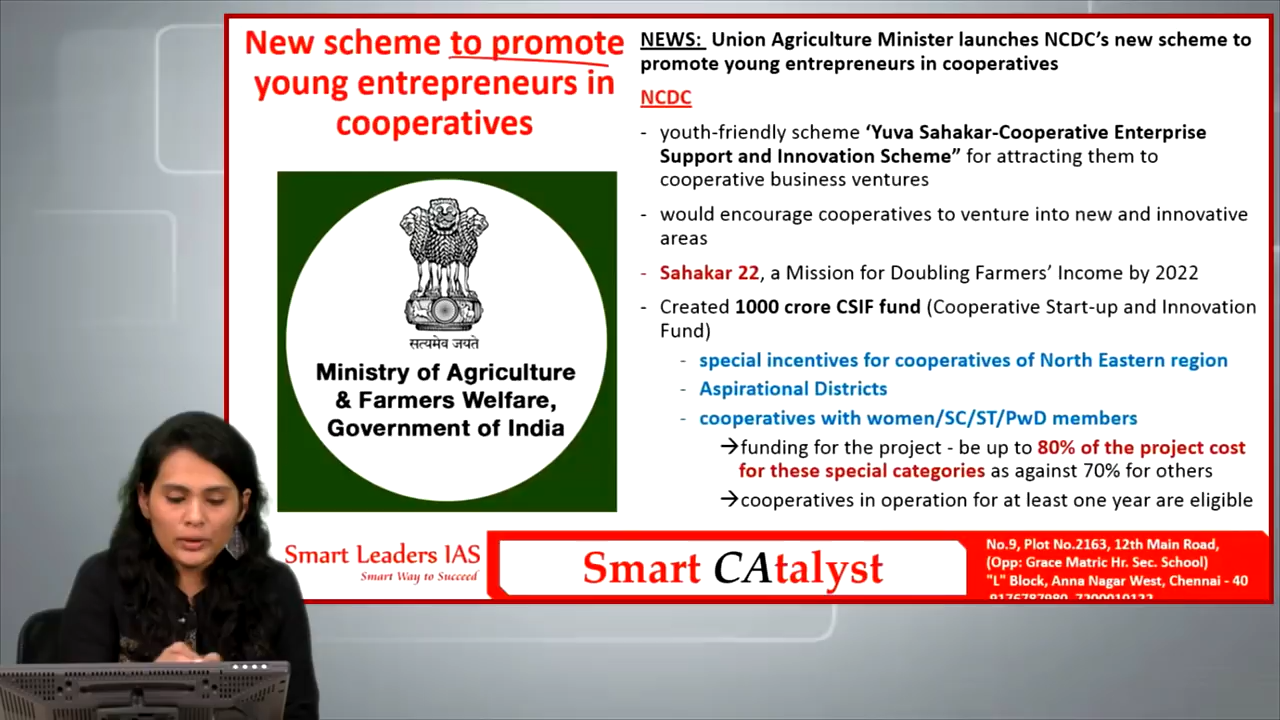 New scheme to promote
young entrepreneurs in
cooperatives
सत्यमेव जयते
Ministry of Agriculture
& Farmers Welfare,
Government of India
NEWS: Union Agriculture Minister launches NCDC's new scheme to
promote young entrepreneurs in cooperatives
NCDC
- youth-friendly scheme ‘Yuva Sahakar-Cooperative Enterprise
Support and Innovation Scheme” for attracting them to
cooperative business ventures
- would encourage cooperatives to venture into new and innovative
areas
- Sahakar 22, a Mission for Doubling Farmers’ Income by 2022
- Created 1000 crore CSIF fund (Cooperative Start-up and Innovation
Fund)
- special incentives for cooperatives of North Eastern region
- Aspirational Districts
- cooperatives with women/SC/ST/PwD members
→funding for the project - be up to 80% of the project cost
for these special categories as against 70% for others
→cooperatives in operation for at least one year are eligible
Smart Leaders IAS
Smart Way to Succeed
Smart CAtalyst
No.9, Plot No.2163, 12th Main Road,
(Opp: Grace Matric Hr. Sec. School)
"L" Block, Anna Nagar West, Chennai - 40